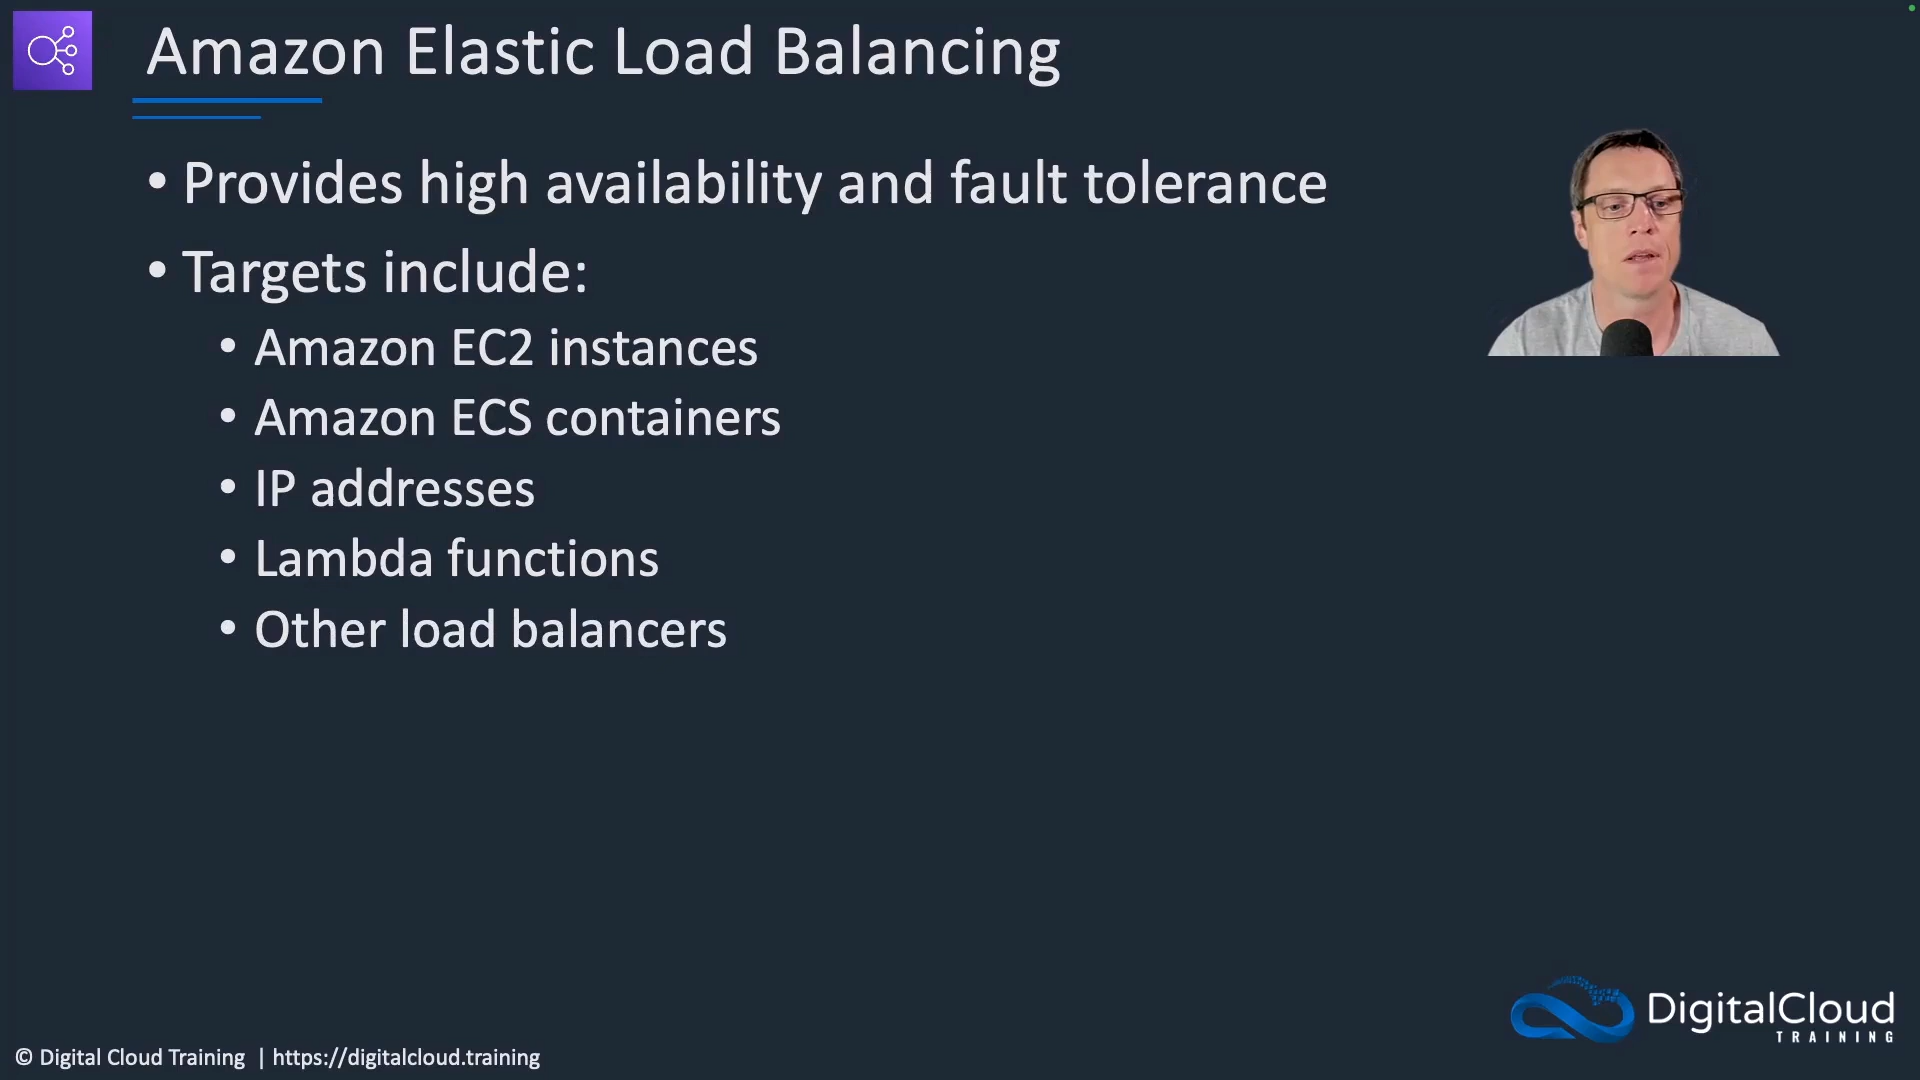 Amazon Elastic Load Balancing
• Provides high availability and fault tolerance
• Targets include:
• Amazon EC2 instances
• Amazon ECS containers
• IP addresses
• Lambda functions
• Other load balancers
DigitalCloud
TRAINING
© Digital Cloud Training | https://digitalcloud.training